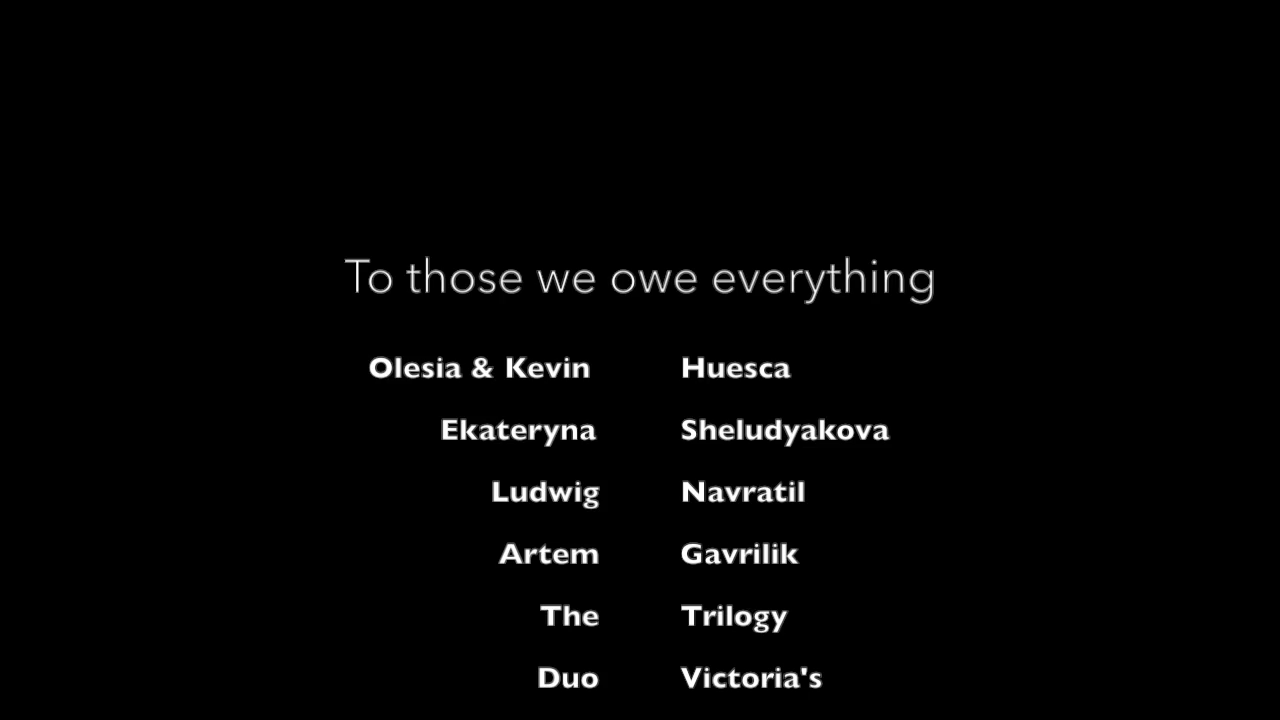 To those we owe everything
Olesia & Kevin Huesca
Ekateryna Sheludyakova
Ludwig Navratil
Artem Gavrilik
The Trilogy
Duo Victoria's